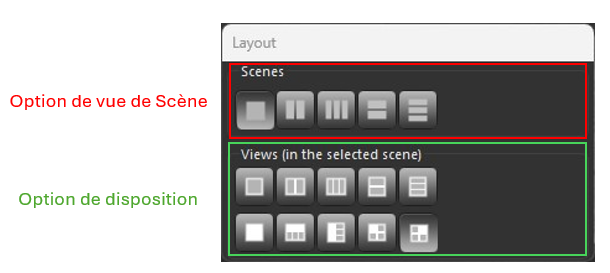 Layout
Scenes
Option de vue de Scène
Views (in the selected scene)
Option de disposition